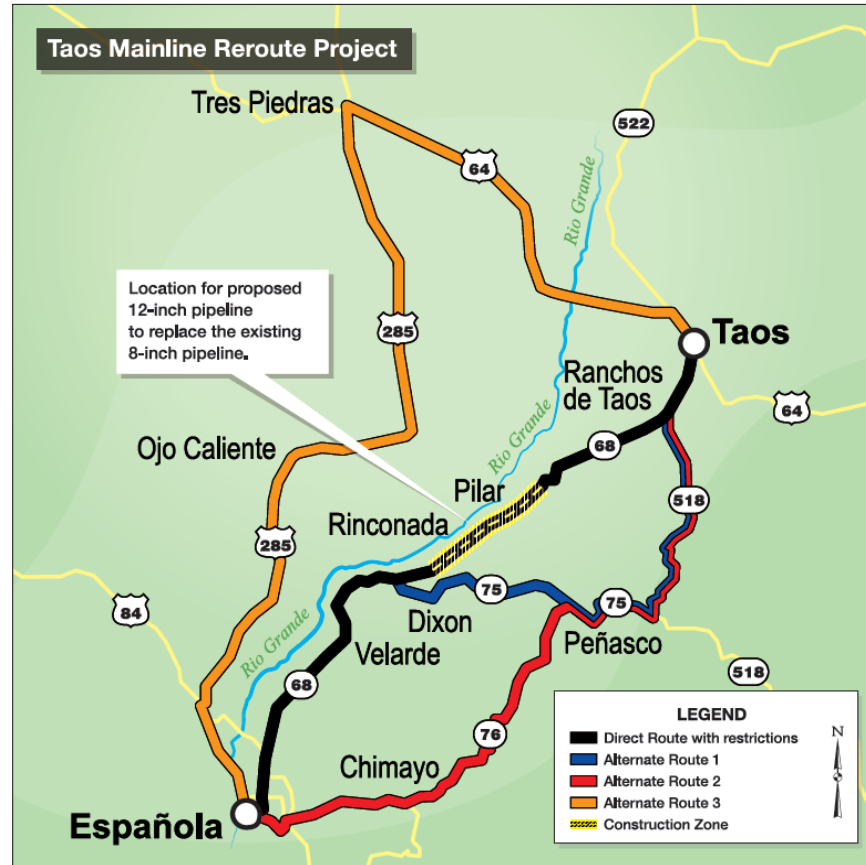 Taos Mainline Reroute Project
Tres Piedras
522
64
Rio Grande
Location for proposed
12-inch pipeline
to replace the existing
8-inch pipeline.
285
Taos
Ranchos
de Taos
64
Ojo Caliente
68
Rio Grande
Pilar
518
Rinconada
285
75
75
84
Dixon
Peñasco
Rio Grande
Velarde
518
68
76
Chimayo
Española
LEGEND
N
Direct Route with restrictions
Alternate Route 1
Alternate Route 2
Alternate Route 3
Construction Zone